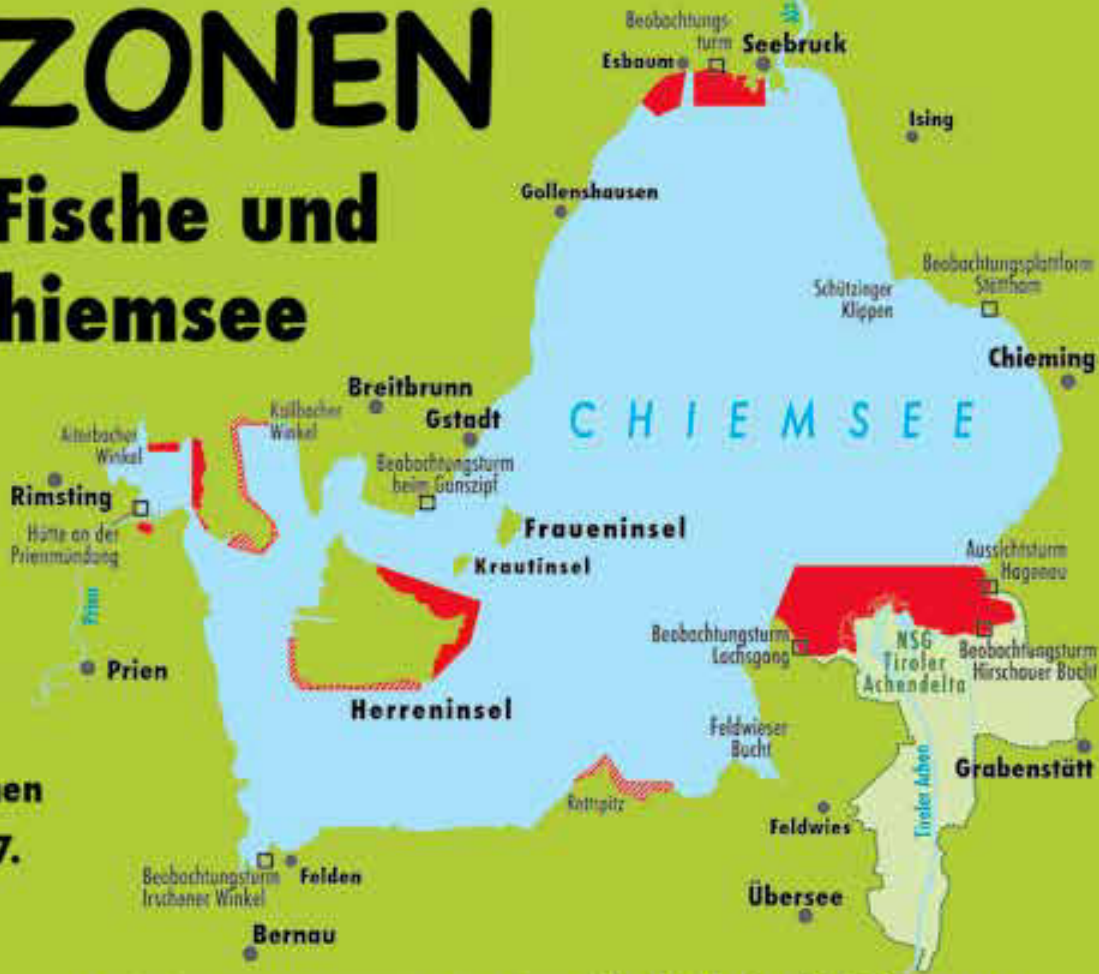 ZONEN
Fische und
hiemsee
Beobachtungs-
turm
Seebruck
Esbaum
Ising
Gollenshausen
Beobachtungsplattform
Stöttham
Schützinger
Klippen
Chieming
CHIEMSEE
Breitbrunn
Kailbacher
Winkel
Gstadt
Aiterbacher
Winkel
Beobachtungsturm
beim Ganszipf
Rimsting
Hütte an der
Prienmündung
Fraueninsel
Krautinsel
Aussichtsturm
Hagenau
Prien
Beobachtungsturm
Lachsgang
NSG
Tiroler
Achendelta
Beobachtungsturm
Hirschauer Bucht
Prien
Herreninsel
Feldwieser
Bucht
Grabenstätt
Tiroler Achen
Rottspitz
Feldwies
en
7.
Beobachtungsturm
Irschener Winkel
Felden
Übersee
Bernau